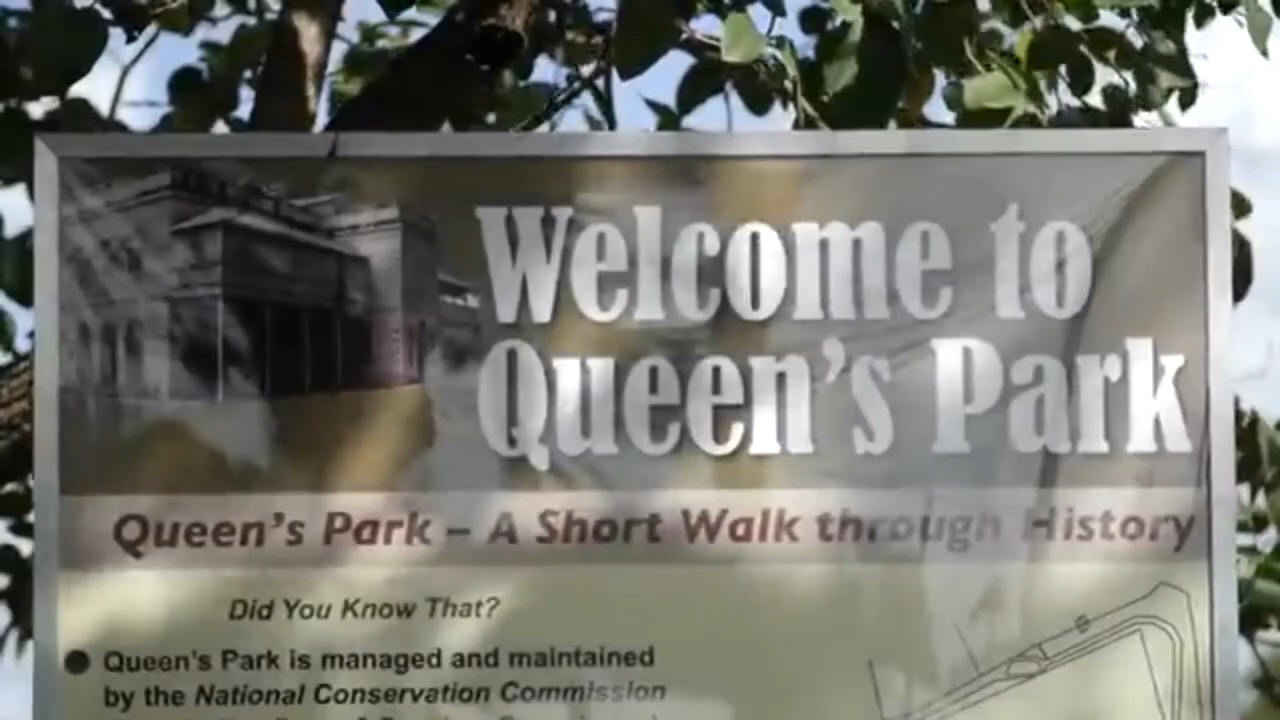 Welcome to
Queen's Park
Queen's Park – A Short Walk through History
Did You Know That?
● Queen's Park is managed and maintained
by the National Conservation Commission